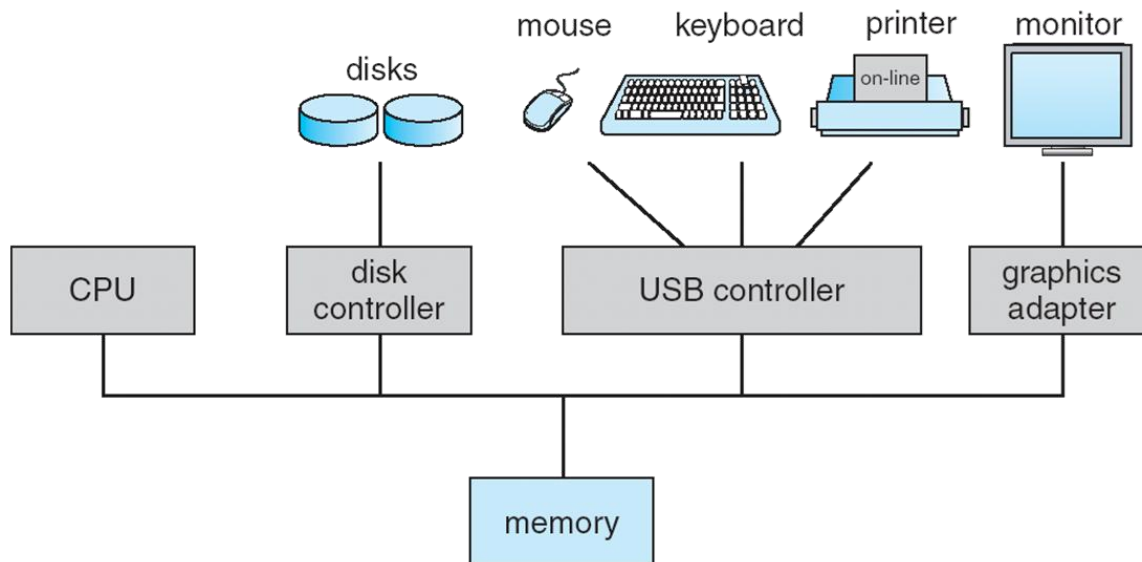 mouse
keyboard
printer
monitor
disks
on-line
CPU
disk
controller
USB controller
graphics
adapter
memory